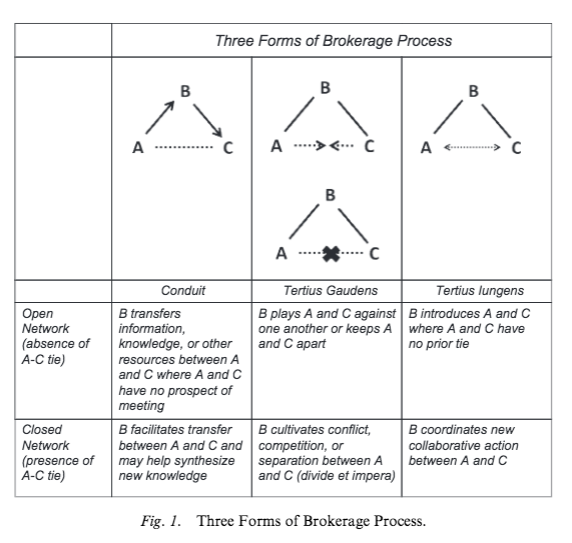 Three Forms of Brokerage Process
B
A
C
B
A
C
B
A
C
B
A
C
Conduit
Tertius Gaudens
Tertius Iungens
Open
Network
(absence of
A-C tie)
B transfers
information,
knowledge, or other
resources between A
and C where A and C
have no prospect of
meeting
B plays A and C against
one another or keeps A
and C apart
B introduces A and C
where A and C have
no prior tie
Closed
Network
(presence of
A-C tie)
B facilitates transfer
between A and C and
may help synthesize
new knowledge
B cultivates conflict,
competition, or
separation between A
and C (divide et impera)
B coordinates new
collaborative action
between A and C
Fig. 1. Three Forms of Brokerage Process.